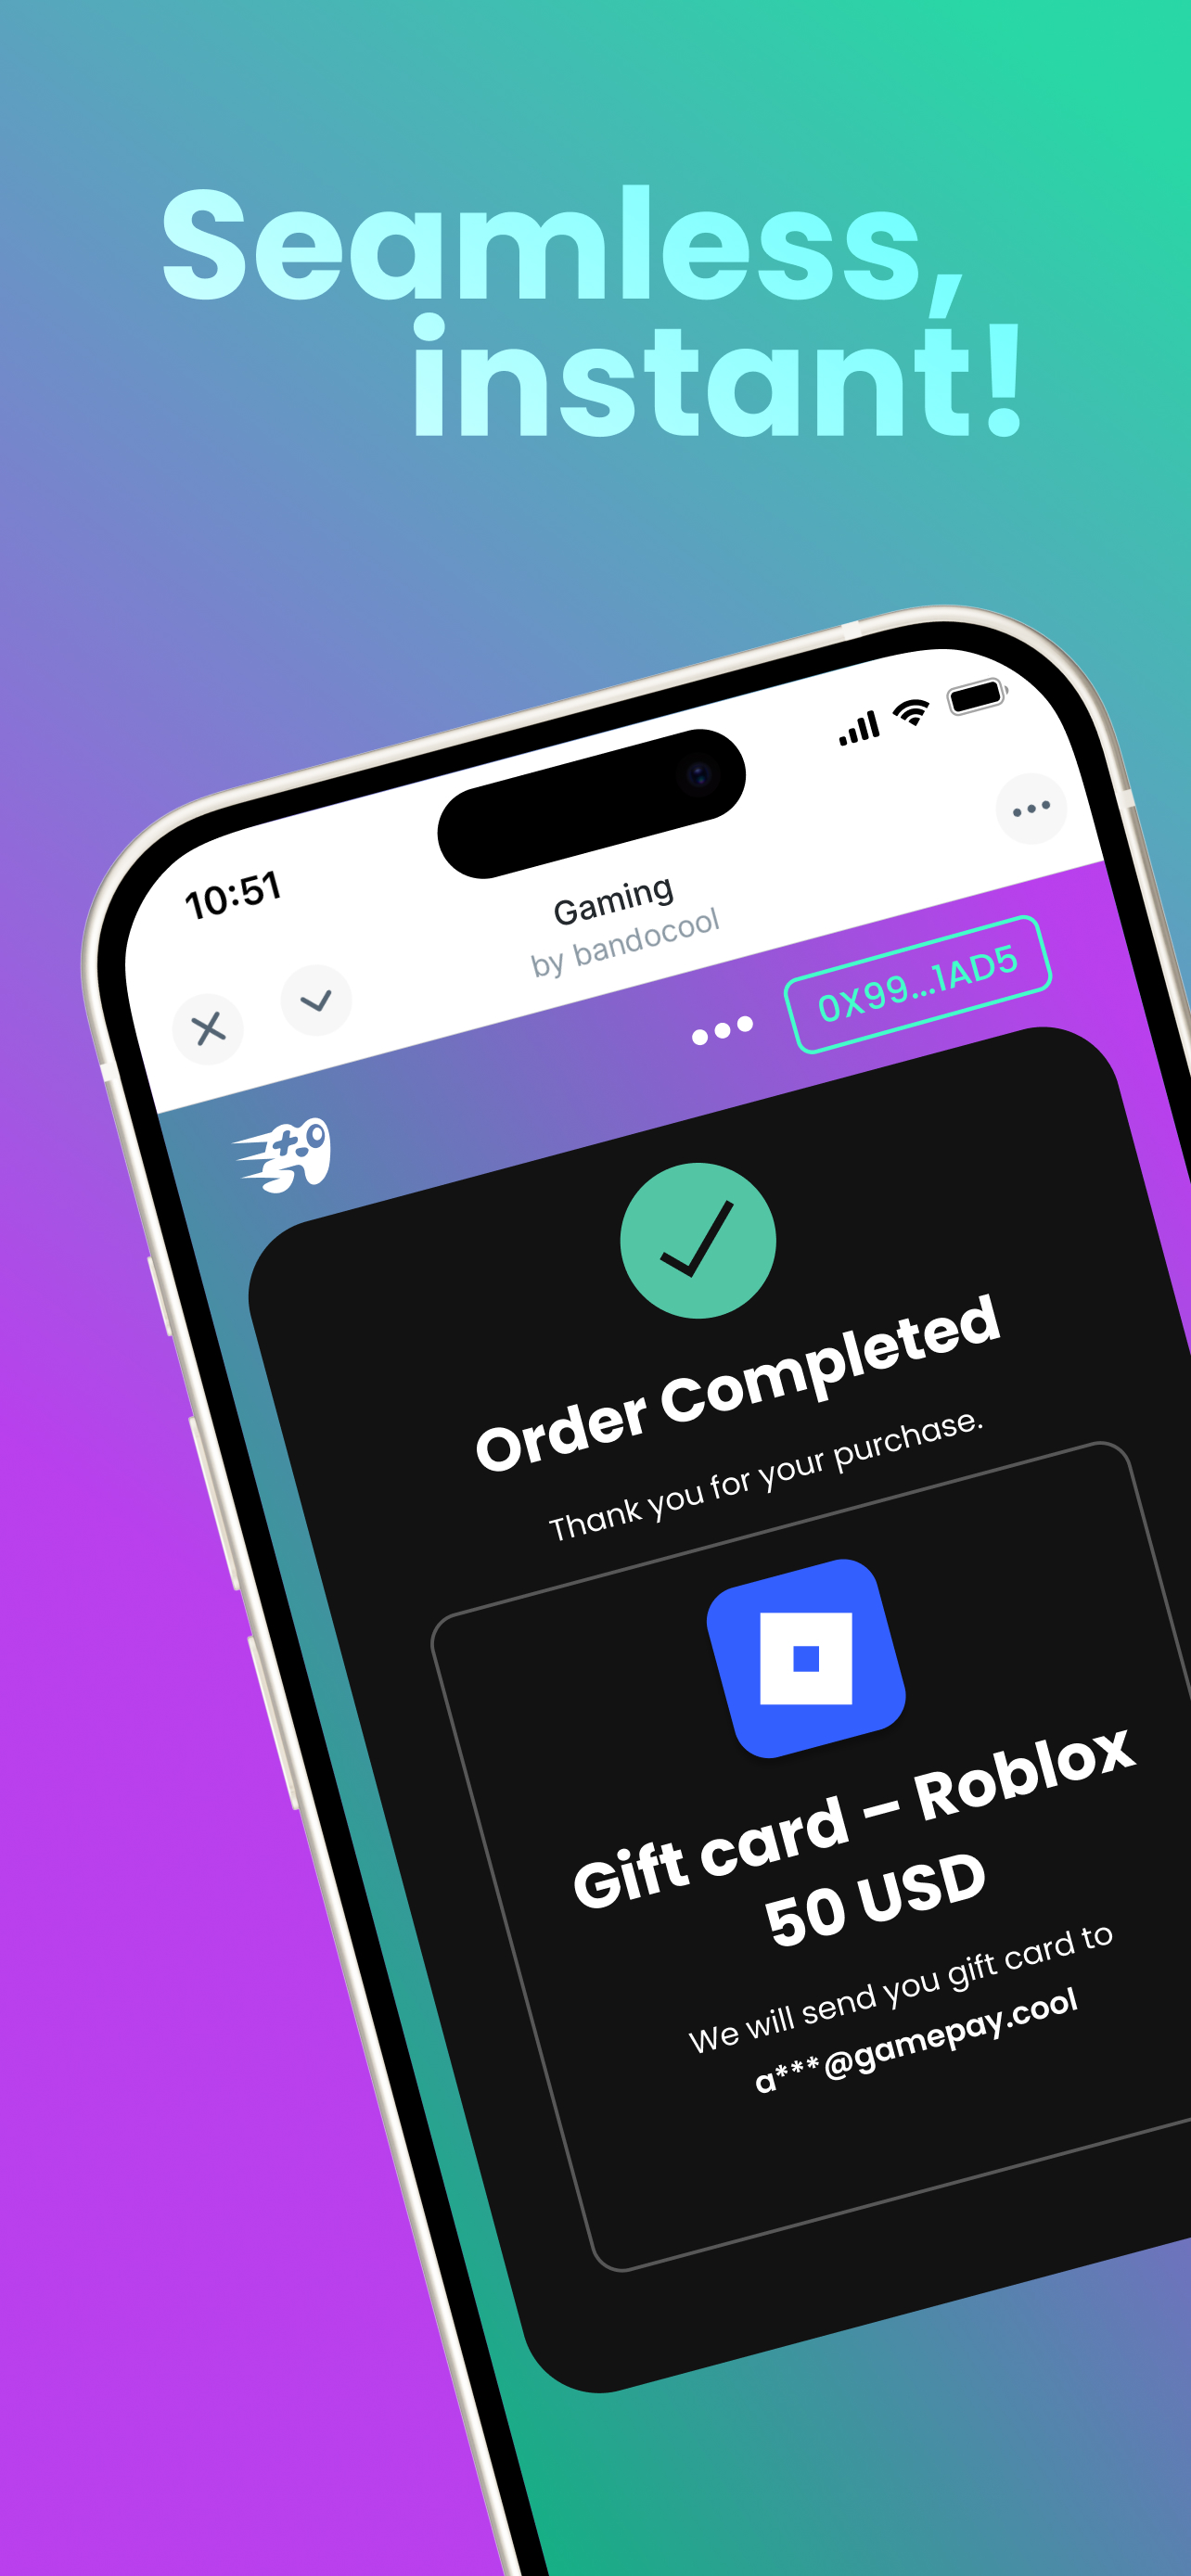 Seamless,
instant!
10:51
Gaming
by bandocool
0X99...1AD5
Order Completed
Thank you for your purchase.
Gift card – Roblox
50 USD
We will send you gift card to
a***@gamepay.cool